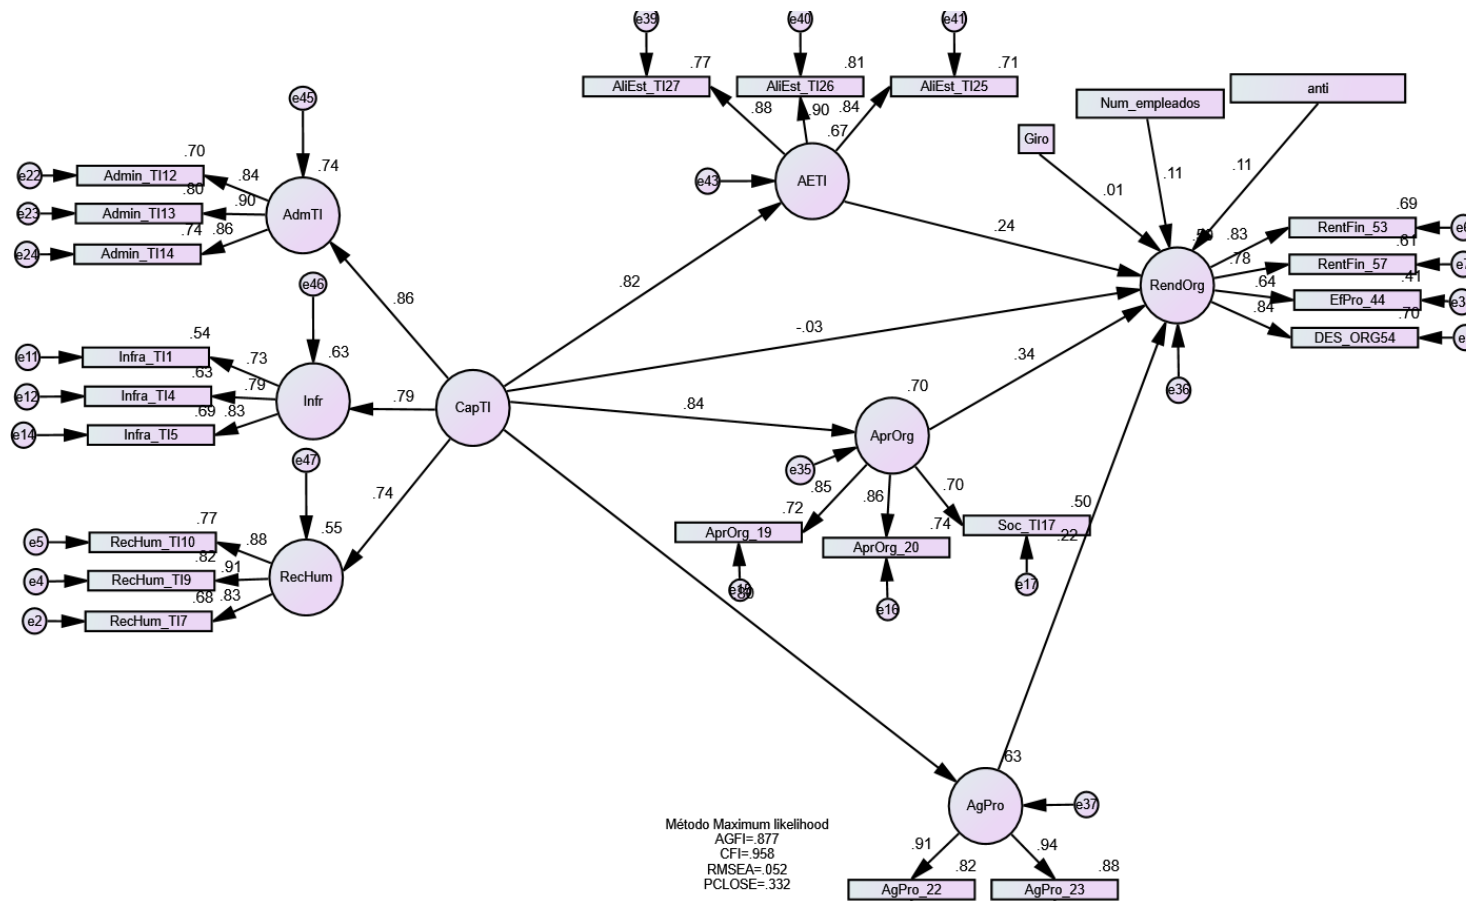 e39
e40
e41
.77
.81
.71
AliEst_TI27
AliEst_TI26
AliEst_TI25
.88
.90
.84
.67
e43
AETI
anti
Num_empleados
Giro
.01
.11
.11
e45
.74
.70
e22
Admin_TI12
.84
.80
e23
Admin_TI13
.90
AdmTI
.74
.86
e24
Admin_TI14
.24
.69
.83
RentFin_53
.61
.78
RentFin_57
RendOrg
.41
.64
EfPro_44
.70
.84
DES_ORG54
e36
.82
.86
-.03
.34
e46
.63
.54
e11
Infra_TI1
.73
.63
e12
Infra_TI4
.79
Infr
.69
.83
e14
Infra_TI5
.79
CapTI
.84
.70
AprOrg
e35
.85
.86
.70
.72
AprOrg_19
.74
AprOrg_20
.50
Soc_TI17
.22
e16
e17
.74
e47
.55
.77
e5
RecHum_TI10
.88
.82
e4
RecHum_TI9
.91
RecHum
.68
.83
e2
RecHum_TI7
.63
AgPro
e37
.91
.94
.82
.88
AgPro_22
AgPro_23
Método Maximum likelihood
AGFI=.877
CFI=.958
RMSEA=.052
PCLOSE=.332